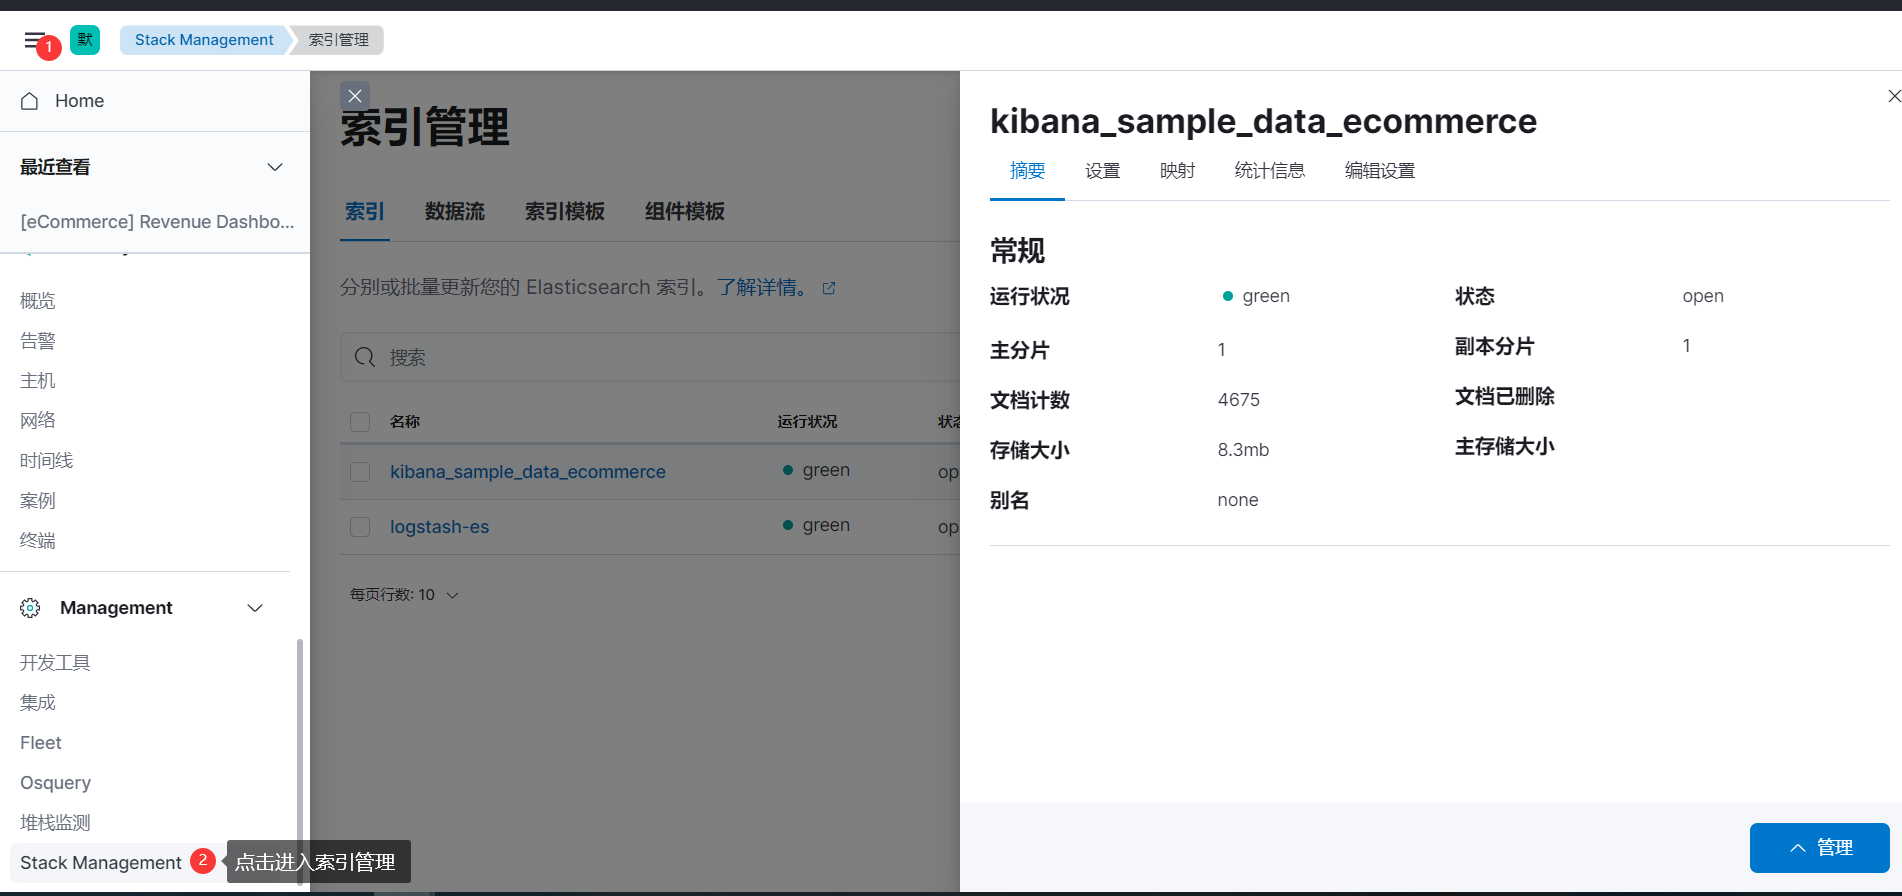 1
默
Stack Management
索引管理
Home
最近查看
[eCommerce] Revenue Dashbo...
概览
告警
主机
网络
时间线
案例
终端
Management
开发工具
集成
Fleet
Osquery
堆栈监测
Stack Management
2
点击进入索引管理
索引管理
索引
数据流
索引模板
组件模板
分别或批量更新您的 Elasticsearch 索引。了解详情。
搜索
名称
运行状况
kibana_sample_data_ecommerce
green
op
logstash-es
green
op
每页行数: 10
kibana_sample_data_ecommerce
摘要
设置
映射
统计信息
编辑设置
常规
运行状况
green
状态
open
主分片
1
副本分片
1
文档计数
4675
文档已删除
存储大小
8.3mb
主存储大小
别名
none
管理